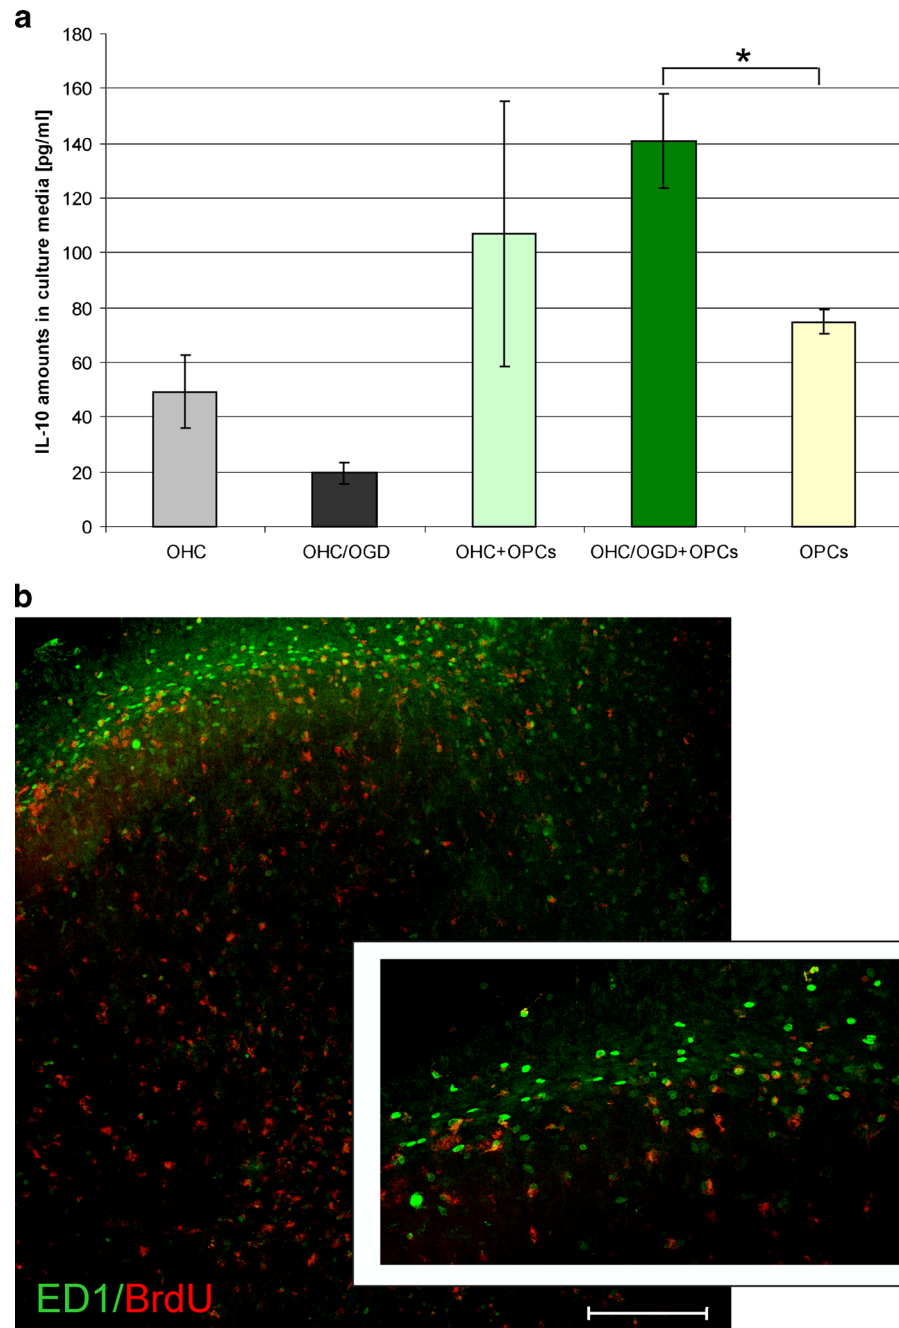 a
180
160
140
120
100
80
60
40
20
0
IL-10 amounts in culture media [pg/ml]
*
OHC OHC/OGD OHC+OPCs OHC/OGD+OPCs OPCs
b
ED1/BrdU